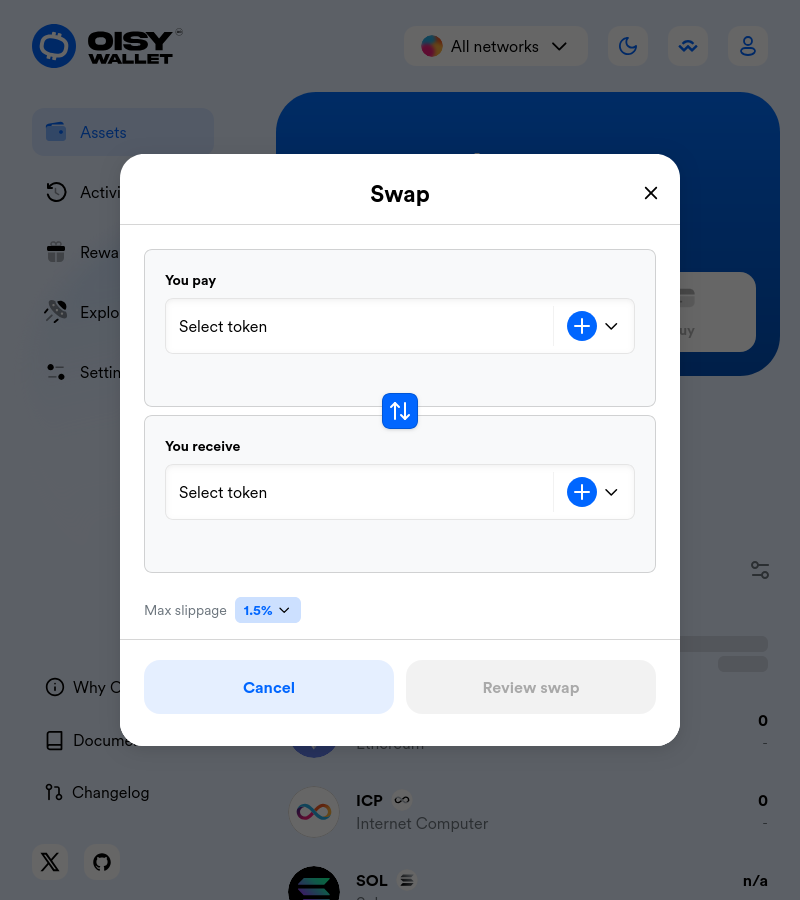 OISY
WALLET
All networks
Assets
Activi
Rewa
Explo
Settin
Swap
You pay
Select token
You receive
Select token
Max slippage
1.5%
Cancel
Review swap
uy
Why O
Docume
Changelog
0
Ethereum
-
ICP
0
Internet Computer
-
SOL
n/a